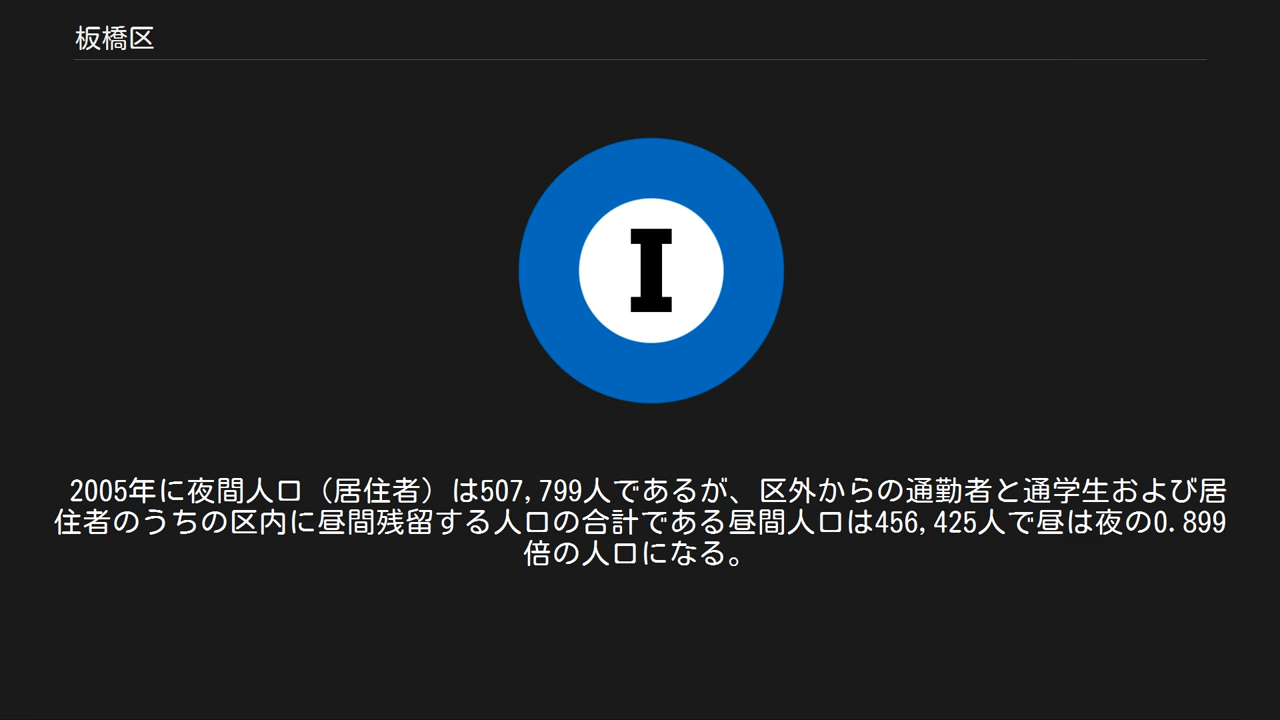 板橋区
I
2005年に夜間人口（居住者）は507,799人であるが、区外からの通勤者と通学生および居
住者のうちの区内に昼間残留する人口の合計である昼間人口は456,425人で昼は夜の0.899
倍の人口になる。